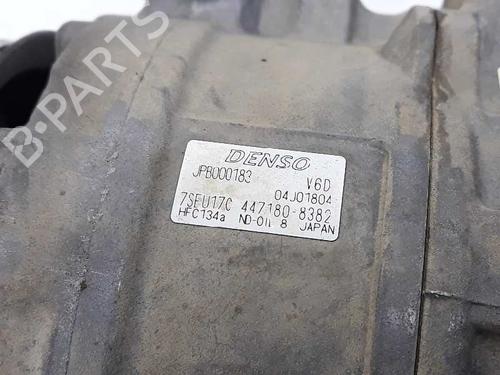 DENSO
JPB000183 V6D
04J01804
7SEU17C 447180-8382
HFC134a ND-OIL 8 JAPAN
B-PARTS